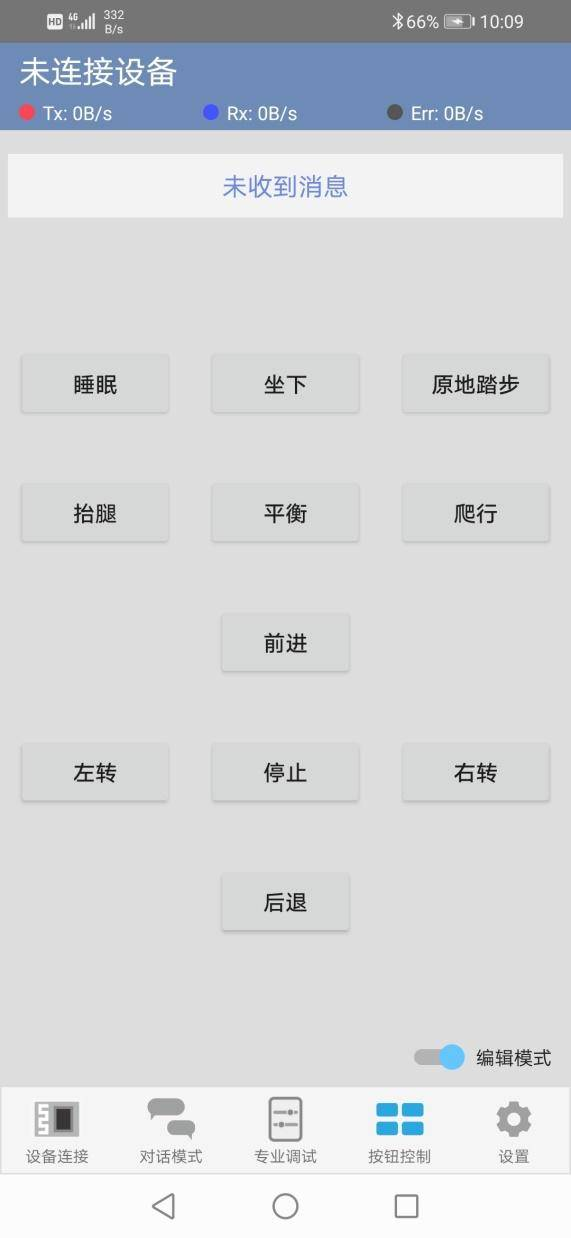 HD 4G 332 B/s 66% 10:09
未连接设备
Tx: 0B/s Rx: 0B/s Err: 0B/s
未收到消息
睡眠 坐下 原地踏步
抬腿 平衡 爬行
前进
左转 停止 右转
后退
编辑模式
设备连接 对话模式 专业调试 按钮控制 设置